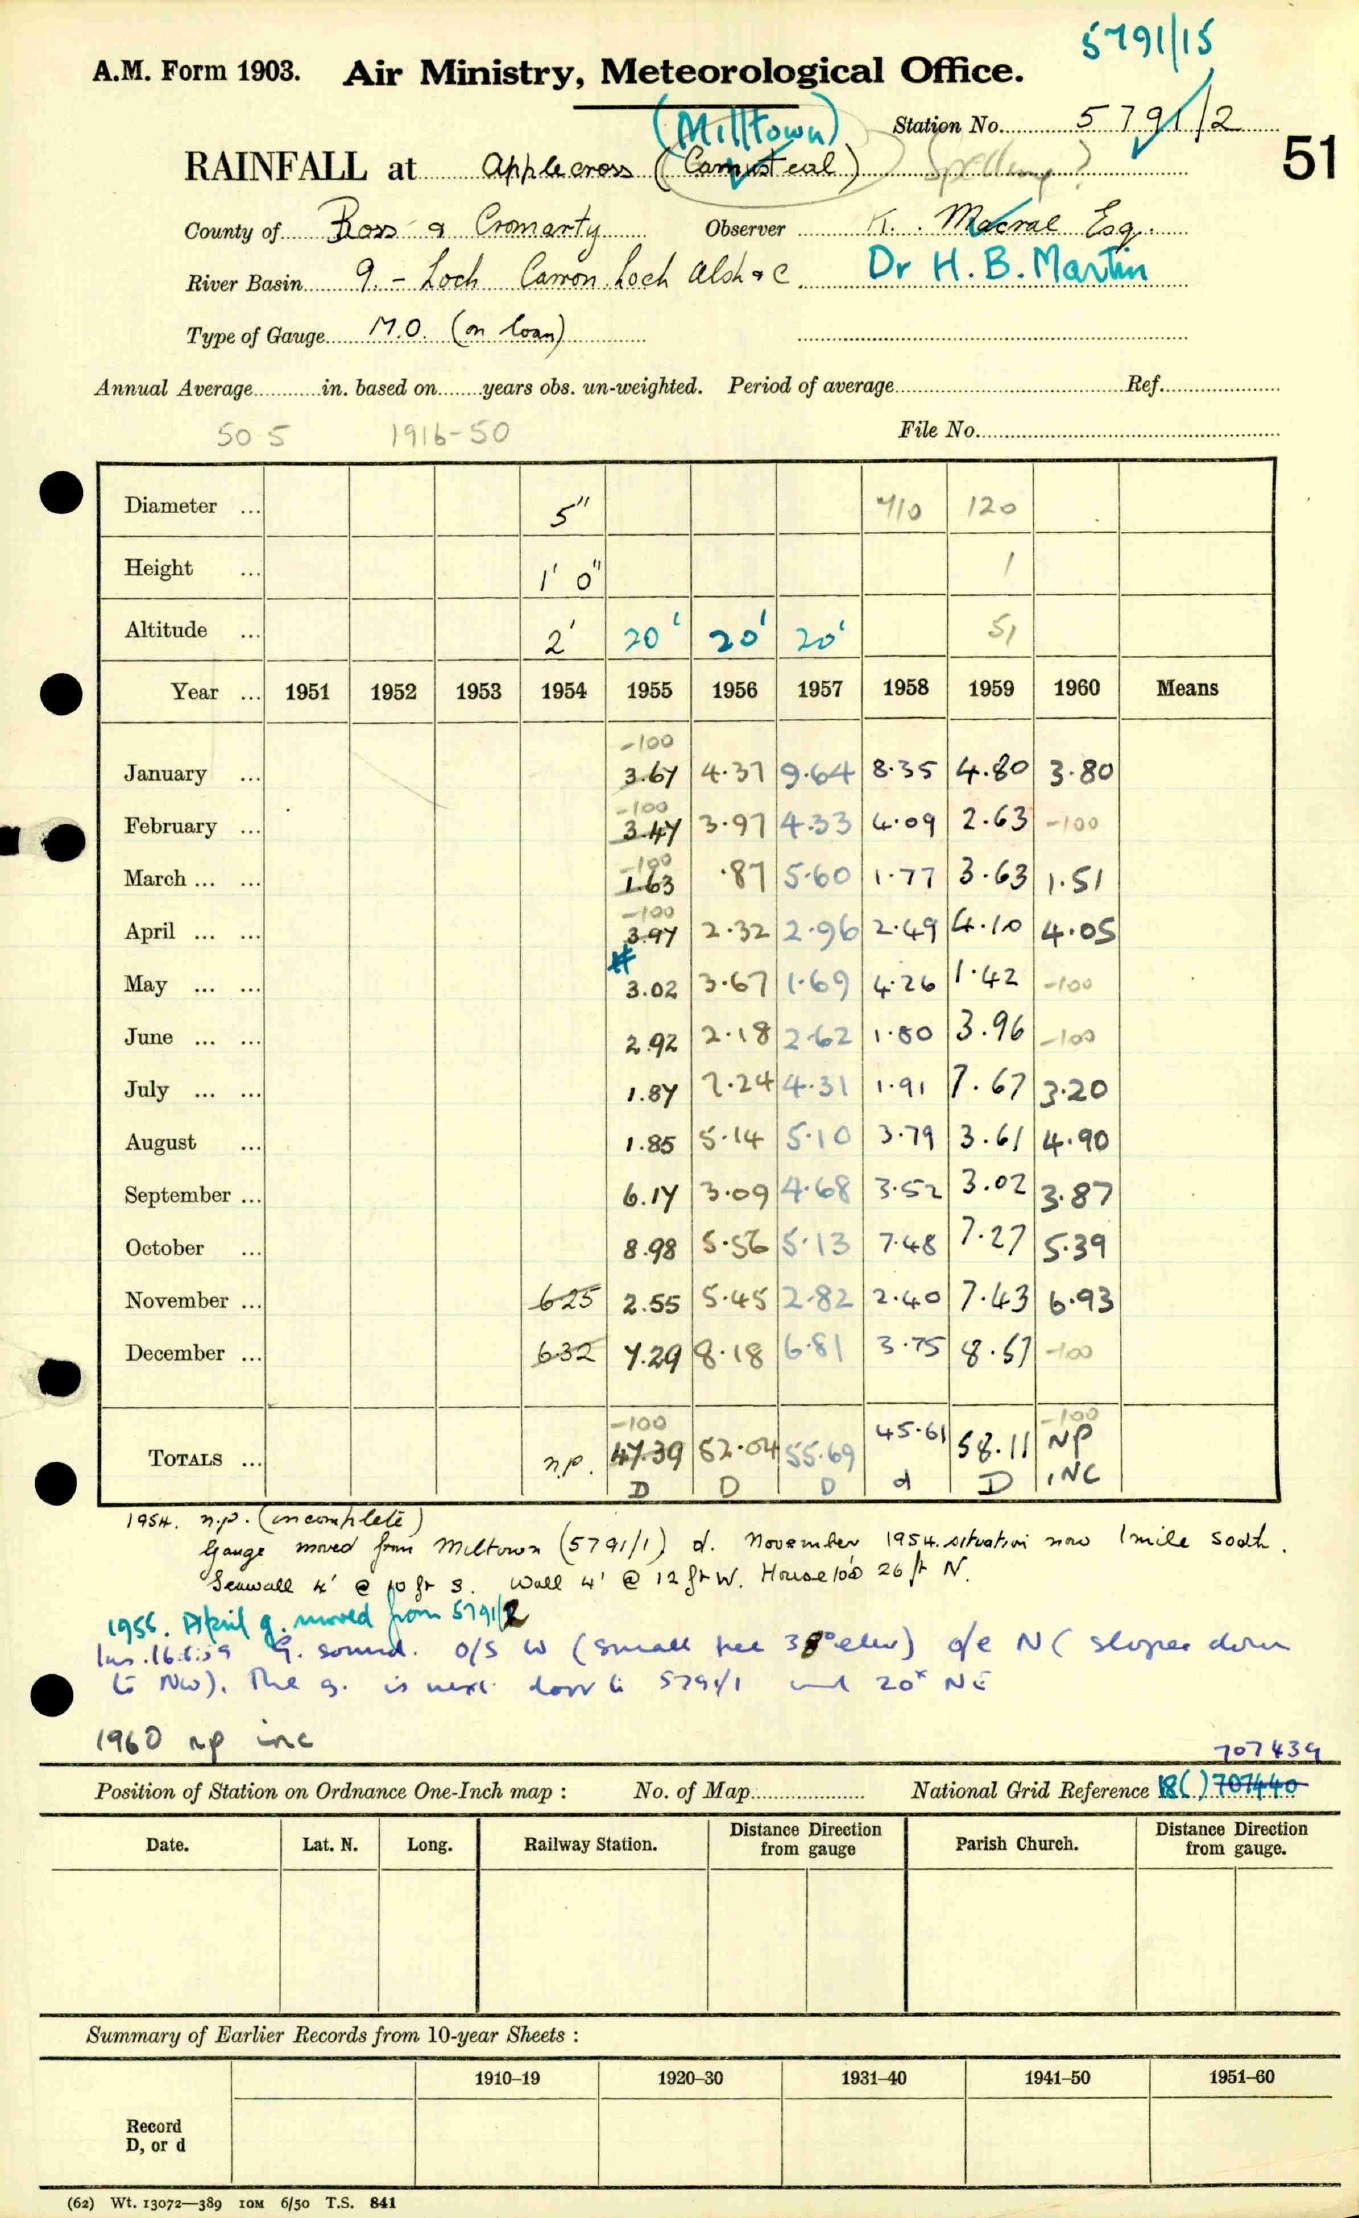 5791/15
A.M. Form 1903. Air Ministry, Meteorological Office.
(Milltown) Station No. 5791/2
51
RAINFALL at Applecross (Camusteal) Spelling?
County of Ross & Cromarty Observer K. Macrae Esq.
River Basin 9. – Loch Carron, Loch Alsh & C Dr H. B. Martin
Type of Gauge M.O. (on loan)
Annual Average in. based on years obs. un-weighted. Period of average Ref.
50 5 1916-50 File No.
Diameter ... 5" 710 120
Height ... 1' 0" 1
Altitude ... 2' 20' 20' 20' 51
Year ... 1951 1952 1953 1954 1955 1956 1957 1958 1959 1960 Means
-100
January ... 3.67 4.37 9.64 8.35 4.80 3.80
-100
February ... 3.47 3.97 4.33 4.09 2.63 -100
-100
March ... ... 1.63 .87 5.60 1.77 3.63 1.51
-100
April ... ... 3.97 2.32 2.96 2.49 4.10 4.05
May ... ... 3.02 3.67 1.69 4.26 1.42 -100
June ... ... 2.92 2.18 2.62 1.80 3.96 -100
July ... ... 1.87 2.24 4.31 1.91 7.67 3.20
August ... 1.85 5.14 5.10 3.79 3.61 4.90
September ... 6.17 3.09 4.68 3.52 3.02 3.87
October ... 8.98 5.56 5.13 7.48 7.27 5.39
November ... 6.25 2.55 5.45 2.82 2.40 7.43 6.93
December ... 6.32 7.29 8.18 6.81 3.75 8.57 -100
-100 -100
TOTALS ... n.p. 47.39 52.04 55.69 45.61 58.11 NP
D D D d D INC
1954. n.p. (incomplete)
Gauge moved from Miltown (5791/1) d. November 1954. situation now 1 mile South.
Seawall 4' @ 10 ft S. Wall 4' @ 12 ft W. House 26 ft N.
1955. April g. moved from 5791/2
Ins. 16.6.59 G. sound. O/S W (small tree elev) o/e N (slopes down
to NW). The g. is next door to 5791/1 and 20 NE
1960 np inc
707439
Position of Station on Ordnance One-Inch map : No. of Map National Grid Reference 18( ) 707440
Date. Lat. N. Long. Railway Station. Distance from Direction gauge Parish Church. Distance from Direction gauge.
Summary of Earlier Records from 10-year Sheets :
1910–19 1920–30 1931–40 1941–50 1951–60
Record
D, or d
(62) Wt. 13072—389 10M 6/50 T.S. 841